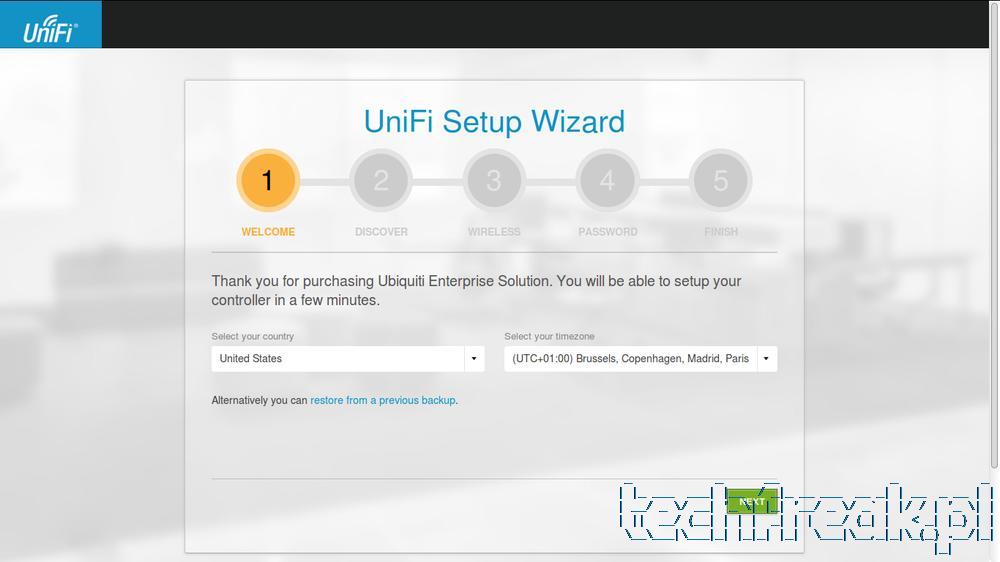 UniFi®
UniFi Setup Wizard
1 2 3 4 5
WELCOME DISCOVER WIRELESS PASSWORD FINISH
Thank you for purchasing Ubiquiti Enterprise Solution. You will be able to setup your
controller in a few minutes.
Select your country Select your timezone
United States (UTC+01:00) Brussels, Copenhagen, Madrid, Paris
Alternatively you can restore from a previous backup.
NEXT
techfreak.pl